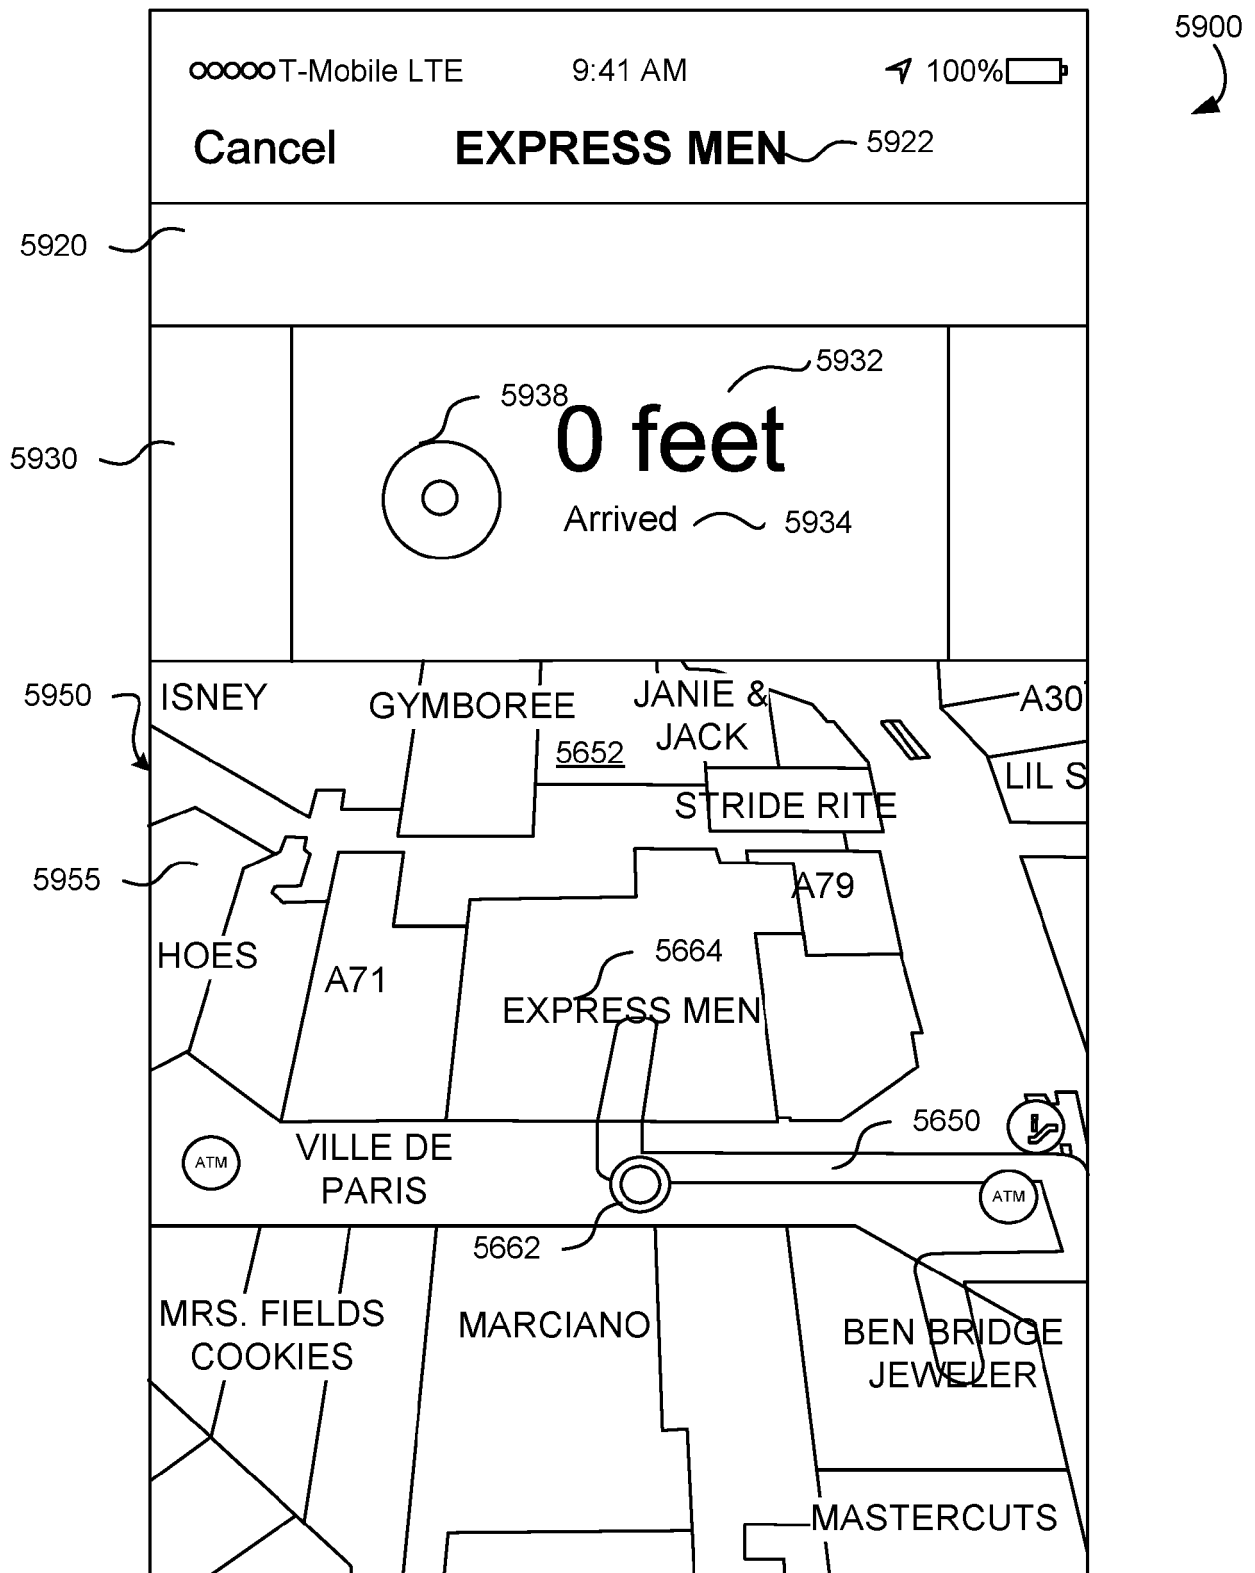 5900
T-Mobile LTE 9:41 AM 100%
Cancel EXPRESS MEN 5922
5920
5932
5938
0 feet
5930
Arrived 5934
5950
ISNEY
GYMBOREE
JANIE &
JACK
A30
5652
LIL S
STRIDE RITE
5955
A79
HOES
A71
5664
EXPRESS MEN
5650
VILLE DE
PARIS
ATM
ATM
5662
MRS. FIELDS
COOKIES
MARCIANO
BEN BRIDGE
JEWELER
MASTERCUTS